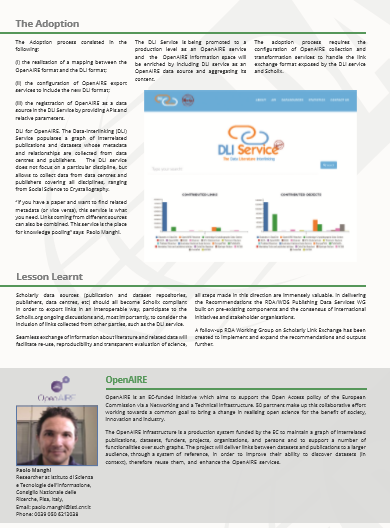 The Adoption
The Adoption process consisted in the
following:
(i) the realization of a mapping between the
OpenAIRE format and the DLI format;
(ii) the configuration of OpenAIRE export
services to include the new DLI format;
(iii) the registration of OpenAIRE as a data
source in the DLI Service by providing APIs and
relative parameters.
DLI for OpenAIRE. The Data-Interlinking (DLI)
Service populates a graph of interrelated
publications and datasets whose metadata
and relationships are collected from data
centres and publishers. The DLI service
does not focus on a particular discipline, but
allows to collect data from data centres and
publishers covering all disciplines, ranging
from Social Science to Crystallography.
"If you have a paper and want to find related
metadata (or vice versa), this service is what
you need. Links coming from different sources
can also be combined. This service is the place
for knowledge pooling" says Paolo Manghi.
The DLI Service is being promoted to a
production level as an OpenAIRE service
and the OpenAIRE information space will
be enriched by including DLI service as an
OpenAIRE data source and aggregating its
content.
The adoption process requires the
configuration of OpenAIRE collection and
transformation services to handle the link
exchange format exposed by the DLI service
and Scholix.
DLI Service
The Data Literature Interlinking
CONTRIBUTED LINKS
CONTRIBUTED OBJECTS
Lesson Learnt
Scholarly data sources (publication and dataset repositories,
publishers, data centres, etc) should all become Scholix compliant
in order to export links in an interoperable way, participate to the
Scholix.org ongoing discussions and, most importantly, to consider the
inclusion of links collected from other parties, such as the DLI service.
Seamless exchange of information about literature and related data will
facilitate re-use, reproducibility and transparent evaluation of science,
all steps made in this direction are immensely valuable. In delivering
the Recommendations the RDA/WDS Publishing Data Services WG
built on pre-existing components and the consensus of international
initiatives and stakeholder organisations.
A follow-up RDA Working Group on Scholarly Link Exchange has been
created to implement and expand the recommendations and outputs
further.
OpenAIRE
Paolo Manghi
Researcher at Istituto di Scienza
e Tecnologie dell'Informazione,
Consiglio Nazionale delle
Ricerche, Pisa, Italy,
Email: paolo.manghi@isti.cnr.it
Phone: 0039 050 6213038
OpenAIRE
OpenAIRE is an EC-funded initiative which aims to support the Open Access policy of the European
Commission via a Networking and a Technical infrastructure. 50 partners make up this collaborative effort
working towards a common goal to bring a change in realising open science for the benefit of society,
innovation and industry.
The OpenAIRE infrastructure is a production system funded by the EC to maintain a graph of interrelated
publications, datasets, funders, projects, organizations, and persons and to support a number of
functionalities over such graphs. The project will deliver links between datasets and publications to a larger
audience, through a system of reference, in order to improve their ability to discover datasets (in
context), therefore reuse them, and enhance the OpenAIRE services.